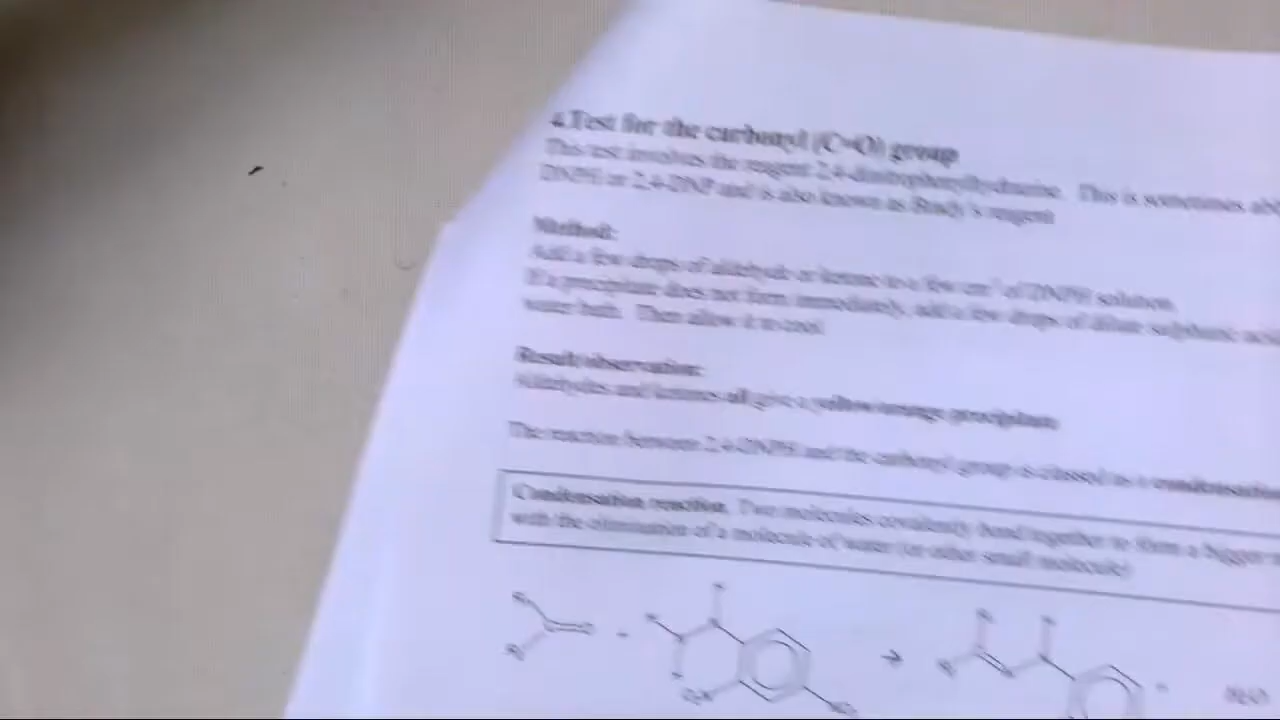 4.Test for the carbonyl (C=O) group
This test involves the reagent 2,4-dinitrophenylhydrazine. This is sometimes
DNPH or 2,4-DNP and is also known as Brady's reagent
Method:
Add a few drops of aldehyde or ketone to a few cm³ of DNPH solution.
If a precipitate does not form immediately, add a few drops of dilute sulphuric
water bath. Then allow it to cool.
Result/observation:
Aldehydes and ketones all give a yellow/orange precipitate.
The reaction between 2,4-DNPH and the carbonyl group is classed as a condensation
Condensation reaction. Two molecules covalently bond together to form a bigger
with the elimination of a molecule of water (or other small molecule)